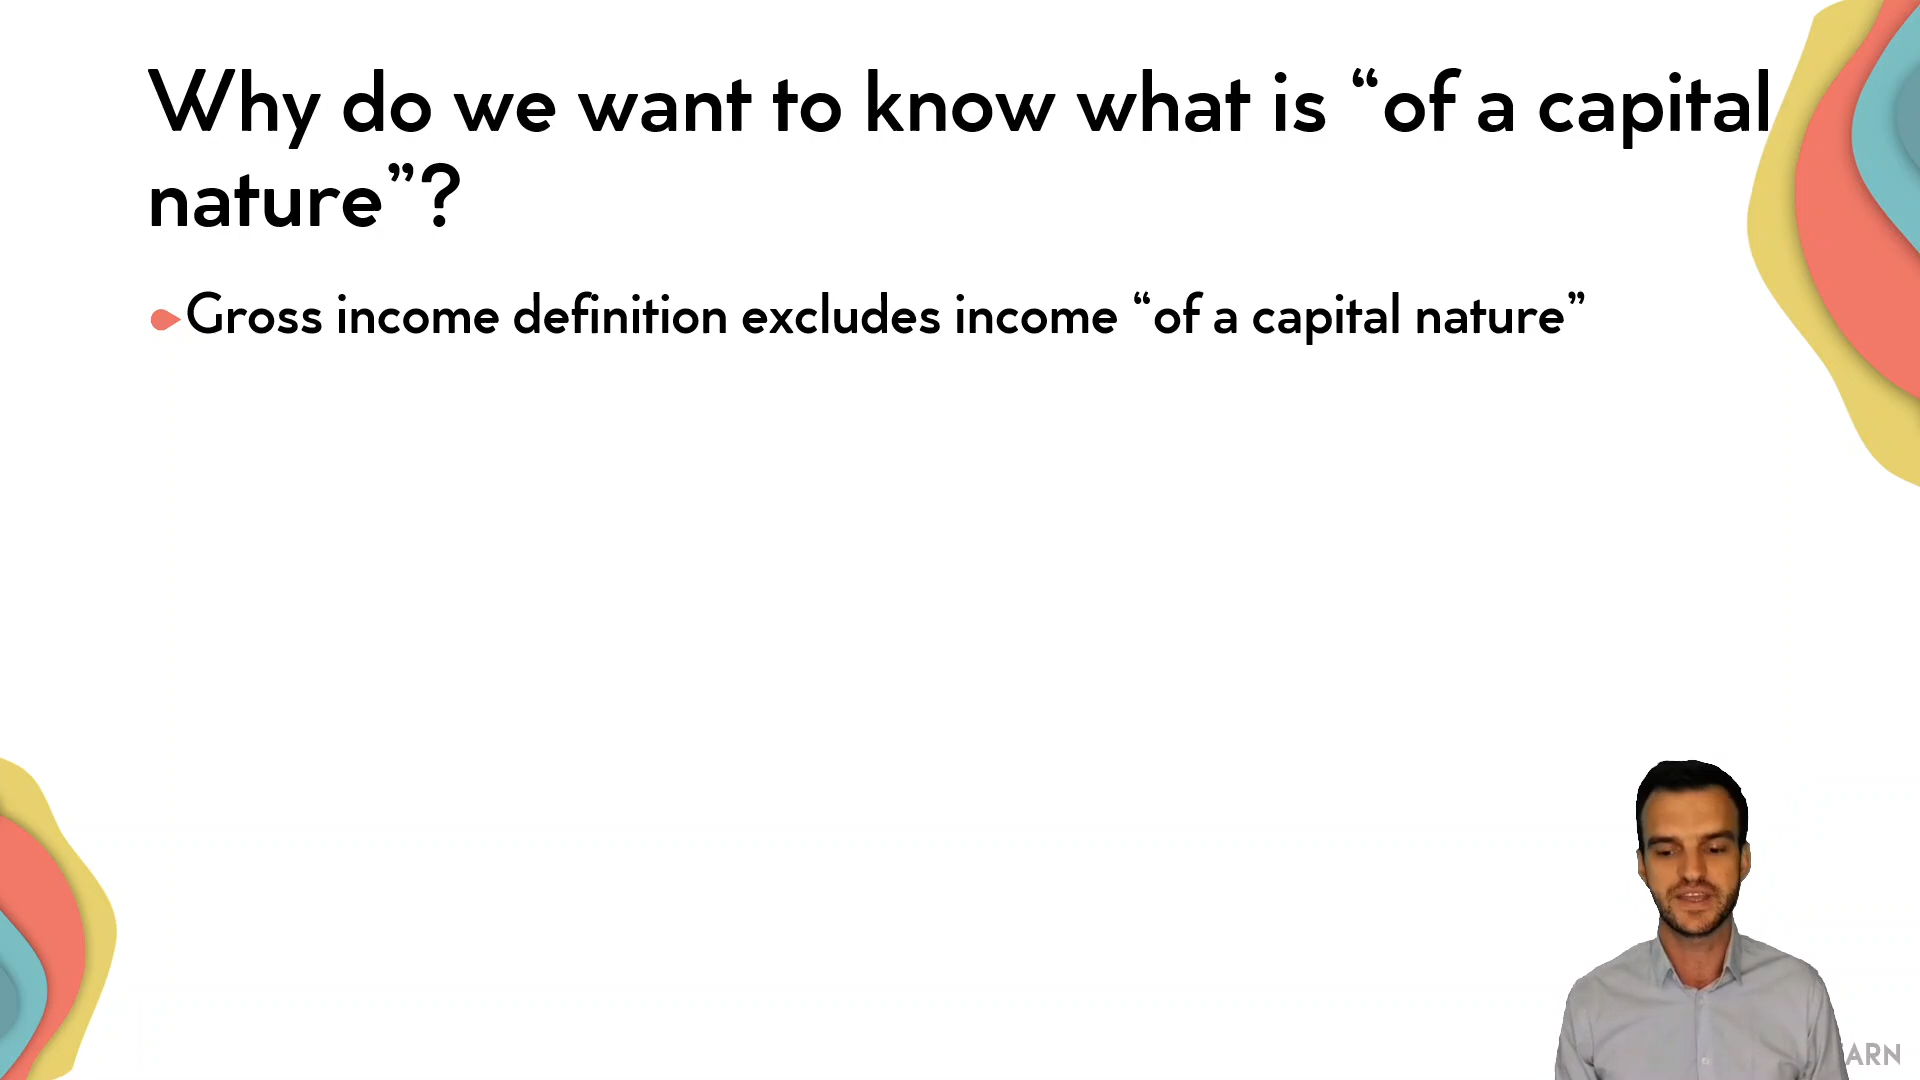 Why do we want to know what is “of a capital
nature”?
Gross income definition excludes income “of a capital nature”
ARN